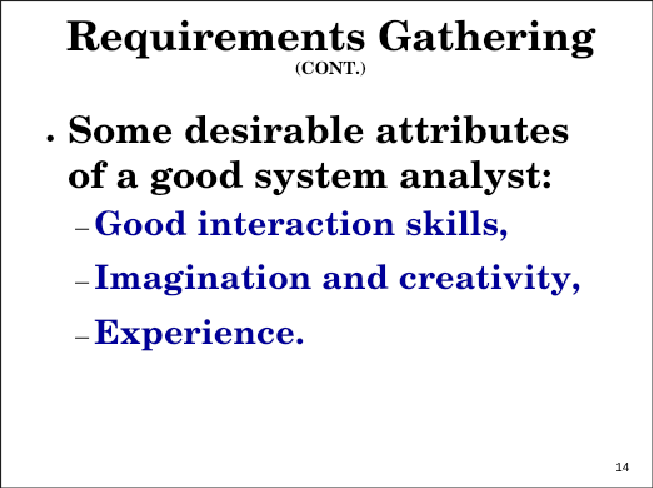 Requirements Gathering
(CONT.)
• Some desirable attributes
of a good system analyst:
– Good interaction skills,
– Imagination and creativity,
– Experience.
14